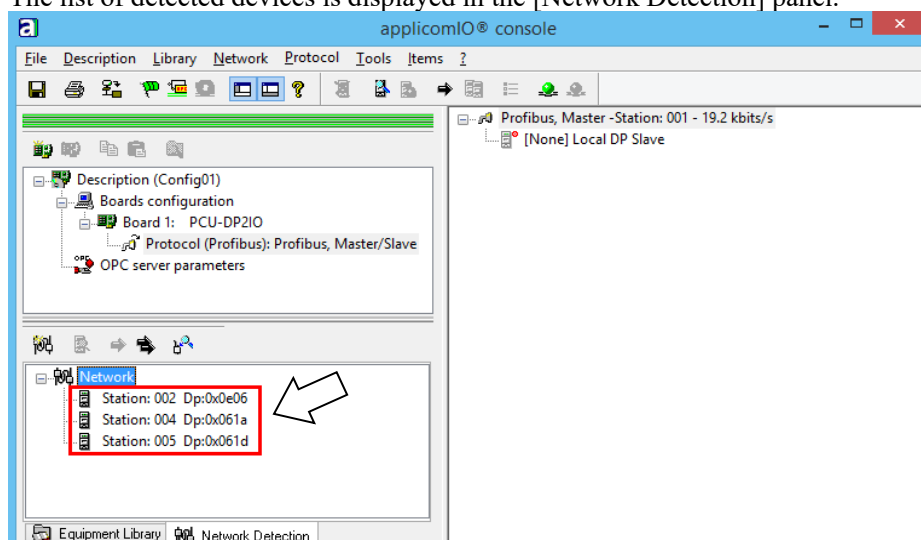 The list of detected devices is displayed in the [Network Detection] panel.
applicomIO® console
File Description Library Network Protocol Tools Items ?
Profibus, Master -Station: 001 - 19.2 kbits/s
[None] Local DP Slave
Description (Config01)
Boards configuration
Board 1: PCU-DP2IO
Protocol (Profibus): Profibus, Master/Slave
OPC server parameters
Network
Station: 002 Dp:0x0e06
Station: 004 Dp:0x061a
Station: 005 Dp:0x061d
Equipment Library Network Detection